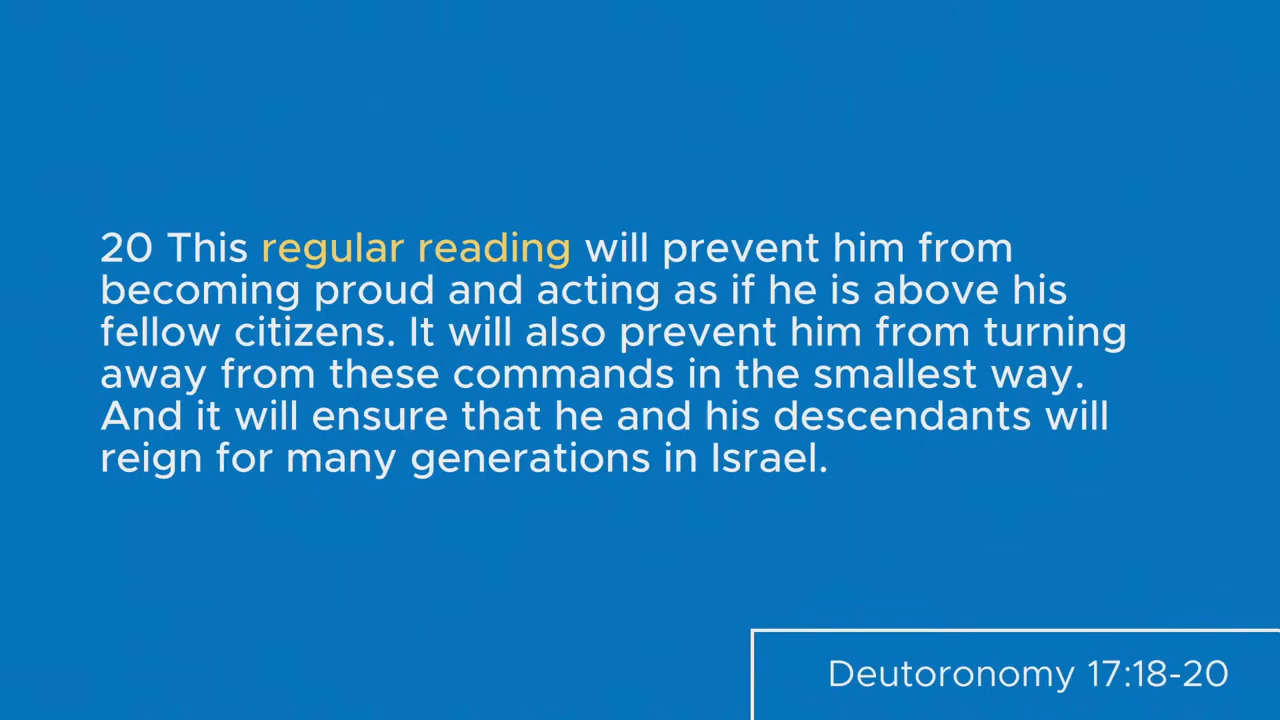 20 This regular reading will prevent him from
becoming proud and acting as if he is above his
fellow citizens. It will also prevent him from turning
away from these commands in the smallest way.
And it will ensure that he and his descendants will
reign for many generations in Israel.
Deutoronomy 17:18-20